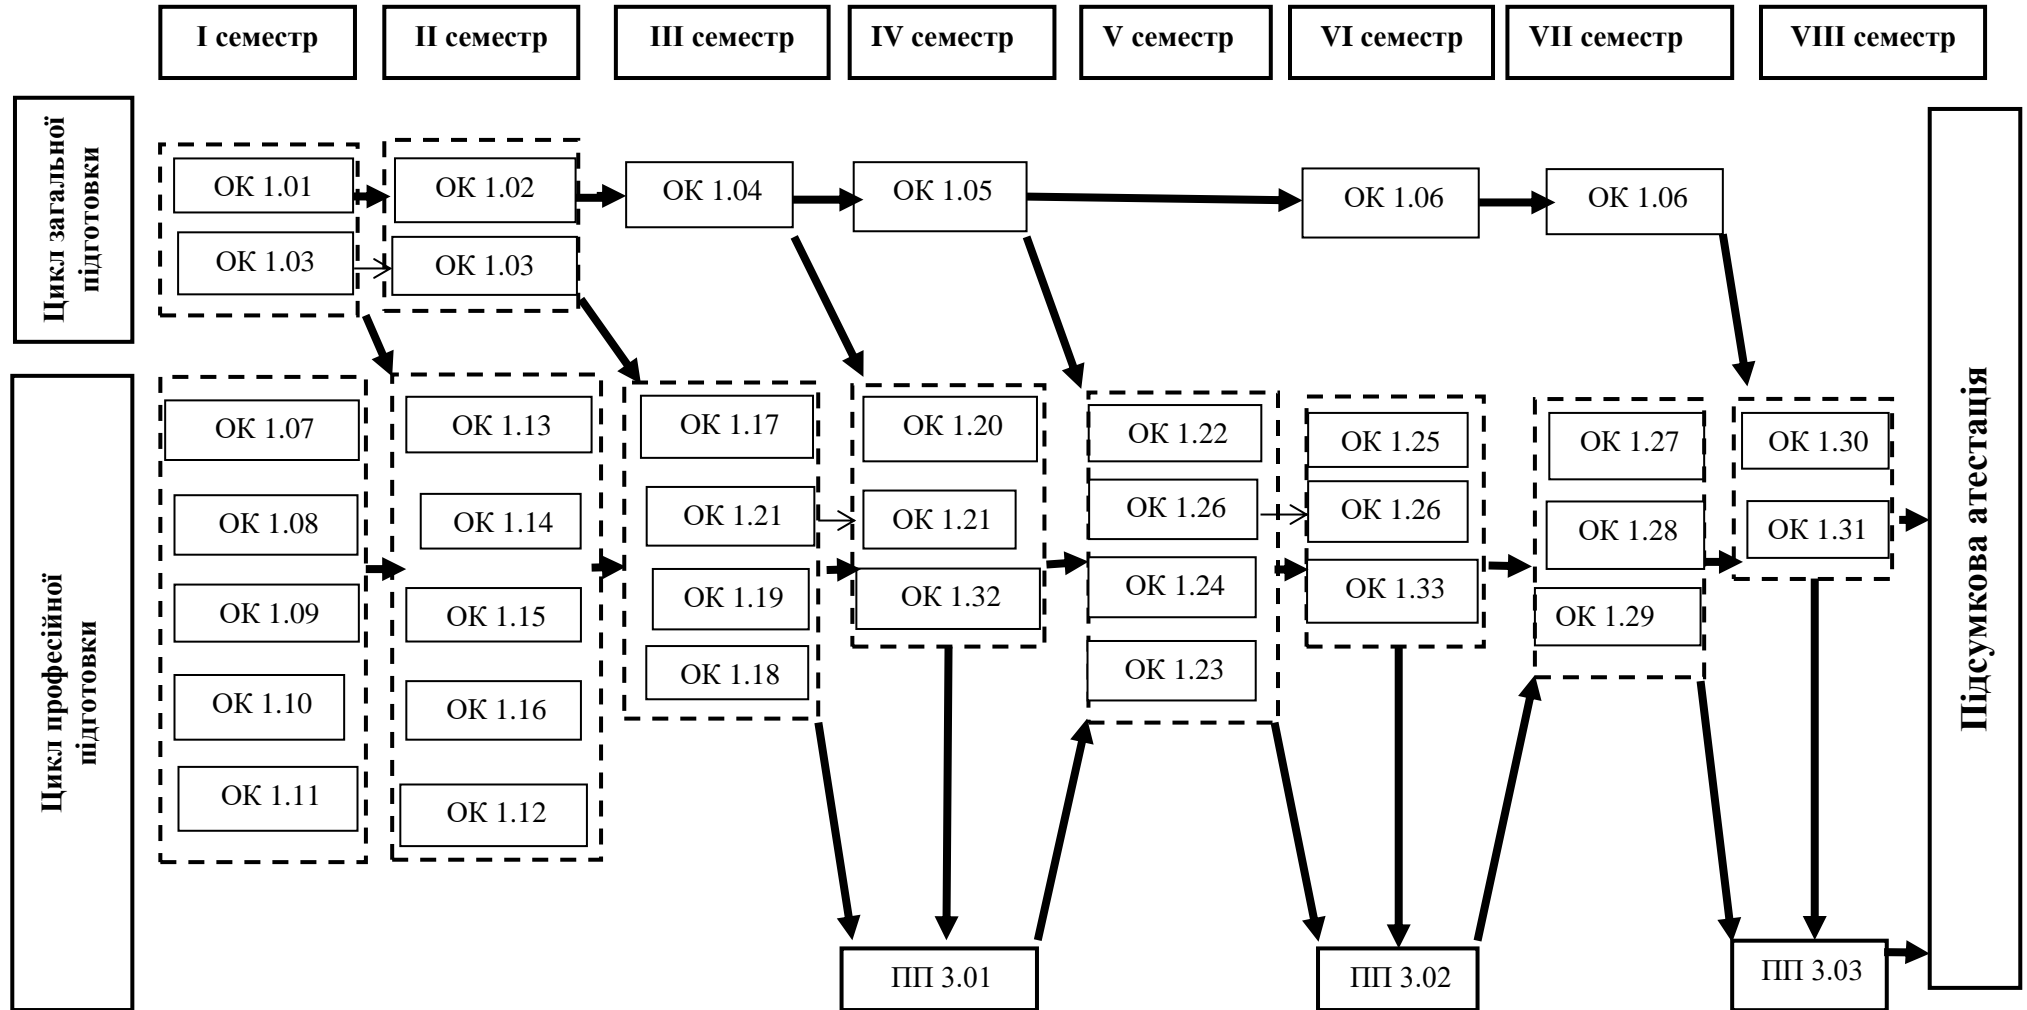 I семестр
II семестр
III семестр
IV семестр
V семестр
VI семестр
VII семестр
VIII семестр
Цикл загальної
підготовки
ОК 1.01
ОК 1.02
ОК 1.04
ОК 1.05
ОК 1.06
ОК 1.06
ОК 1.03
ОК 1.03
Цикл професійної
підготовки
ОК 1.07
ОК 1.08
ОК 1.09
ОК 1.10
ОК 1.11
ОК 1.13
ОК 1.14
ОК 1.15
ОК 1.16
ОК 1.12
ОК 1.17
ОК 1.21
ОК 1.19
ОК 1.18
ОК 1.20
ОК 1.21
ОК 1.32
ОК 1.22
ОК 1.26
ОК 1.24
ОК 1.23
ОК 1.25
ОК 1.26
ОК 1.33
ОК 1.27
ОК 1.28
ОК 1.29
ОК 1.30
ОК 1.31
ПП 3.01
ПП 3.02
ПП 3.03
Підсумкова атестація